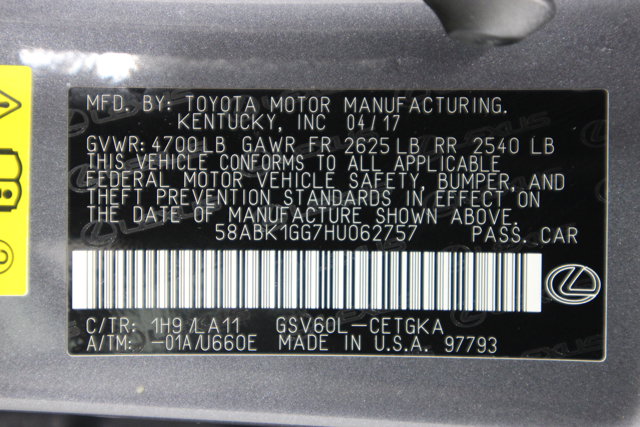 MFD. BY: TOYOTA MOTOR MANUFACTURING.
KENTUCKY, INC 04/17
GVWR: 4700LB GAWR FR 2625LB RR 2540 LB
THIS VEHICLE CONFORMS TO ALL APPLICABLE
FEDERAL MOTOR VEHICLE SAFETY, BUMPER, AND
THEFT PREVENTION STANDARDS IN EFFECT ON
THE DATE OF MANUFACTURE SHOWN ABOVE.
58ABK1GG7HU062757 PASS. CAR
C/TR: 1H9/LA11 GSV60L-CETGKA
A/TM: -01A/U660E MADE IN U.S.A. 97793